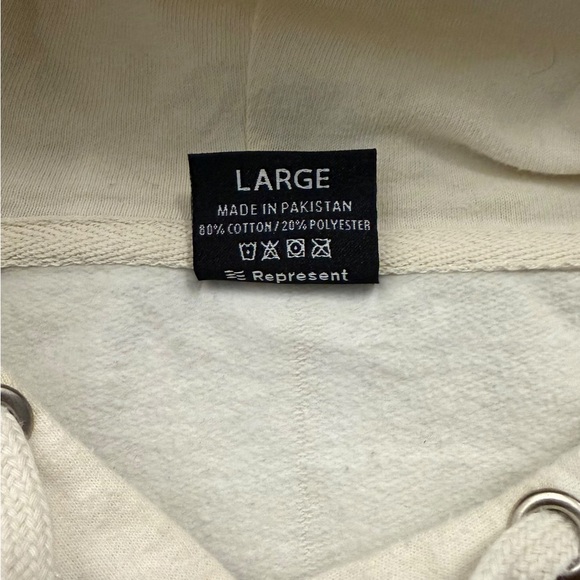 LARGE
MADE IN PAKISTAN
80% COTTON / 20% POLYESTER
Represent